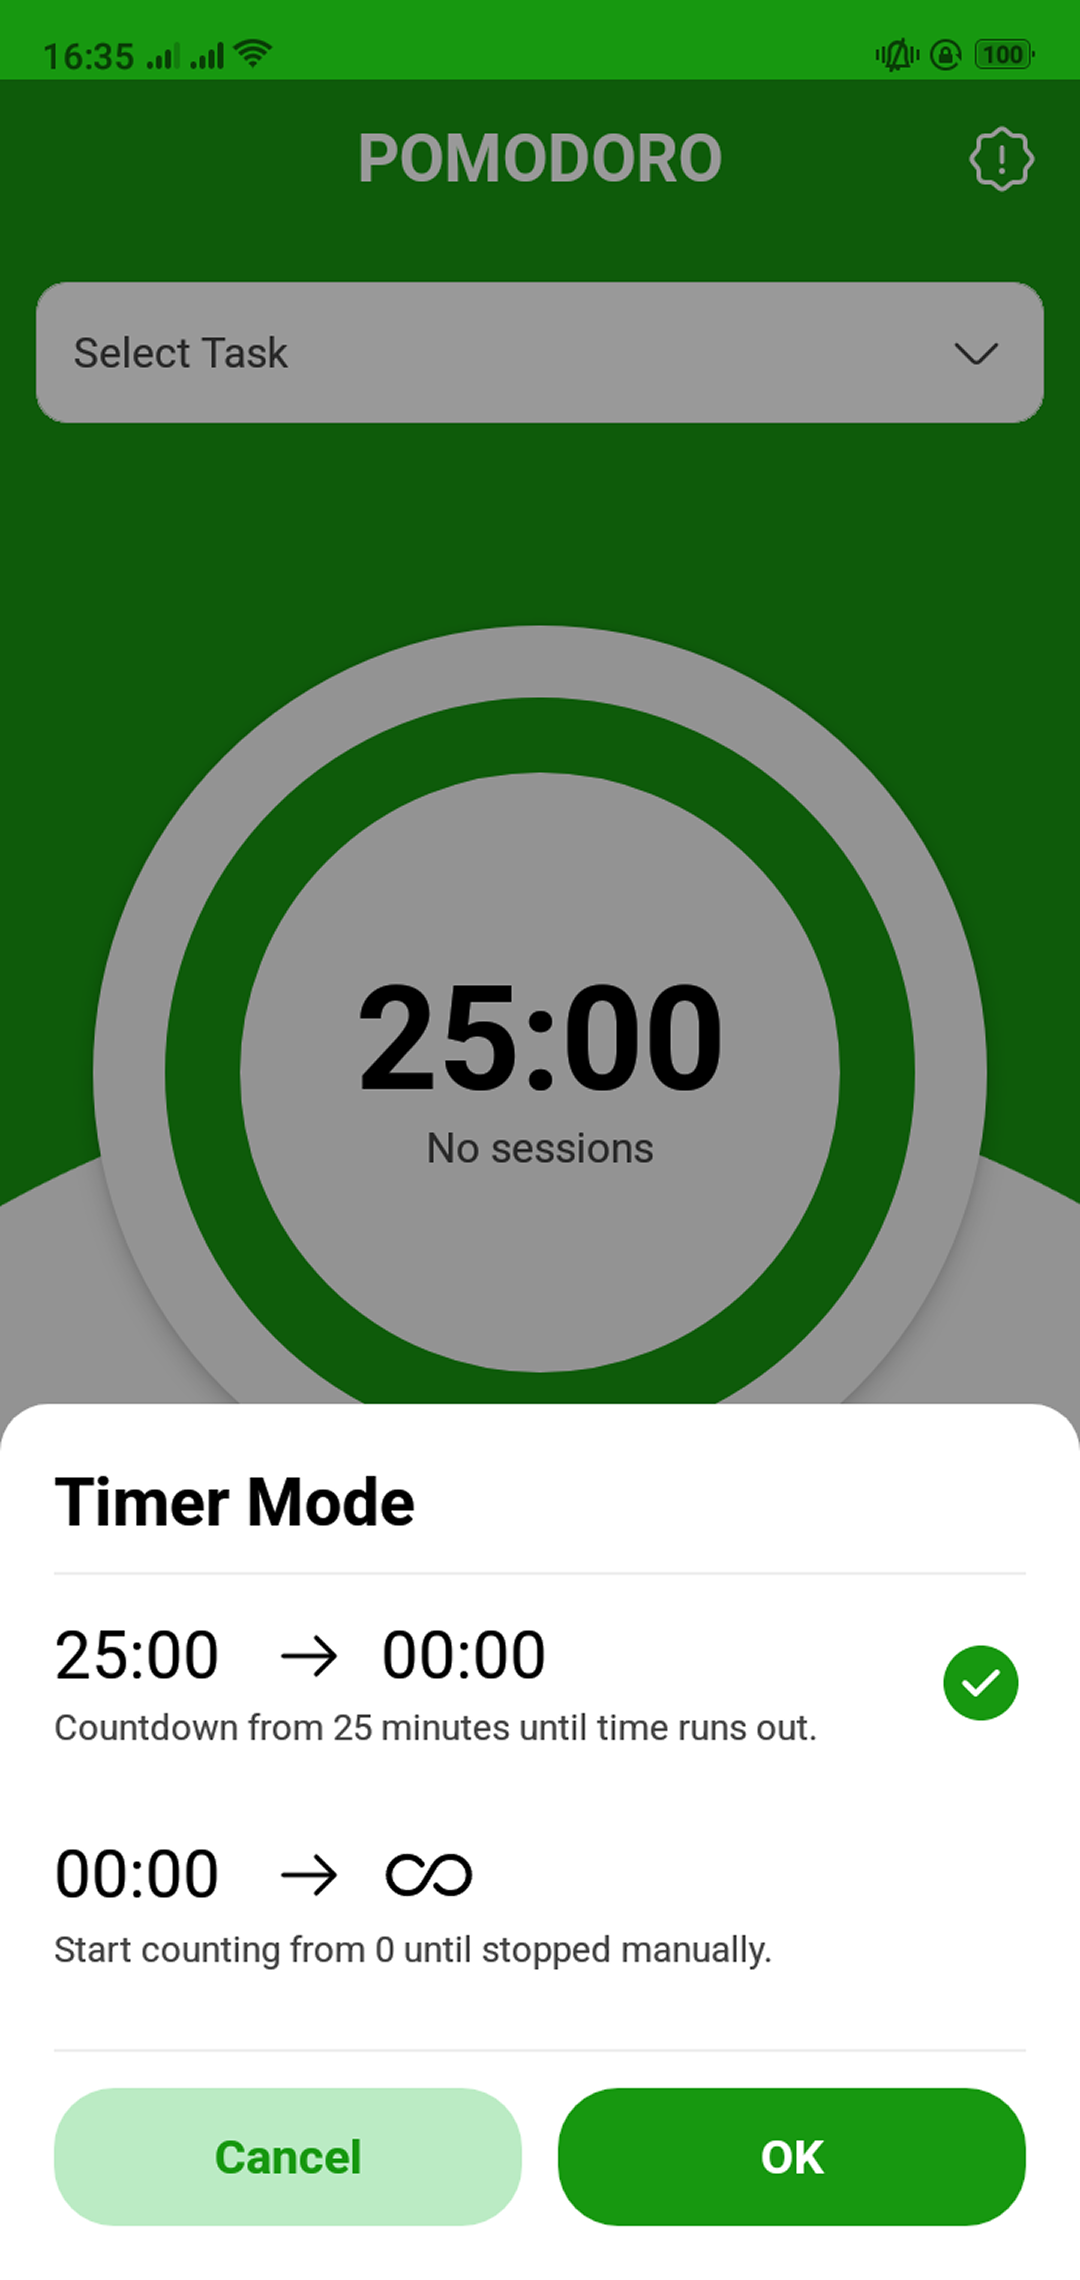 16:35
100
POMODORO
Select Task
25:00
No sessions
Timer Mode
25:00 → 00:00
Countdown from 25 minutes until time runs out.
00:00 → ∞
Start counting from 0 until stopped manually.
Cancel OK